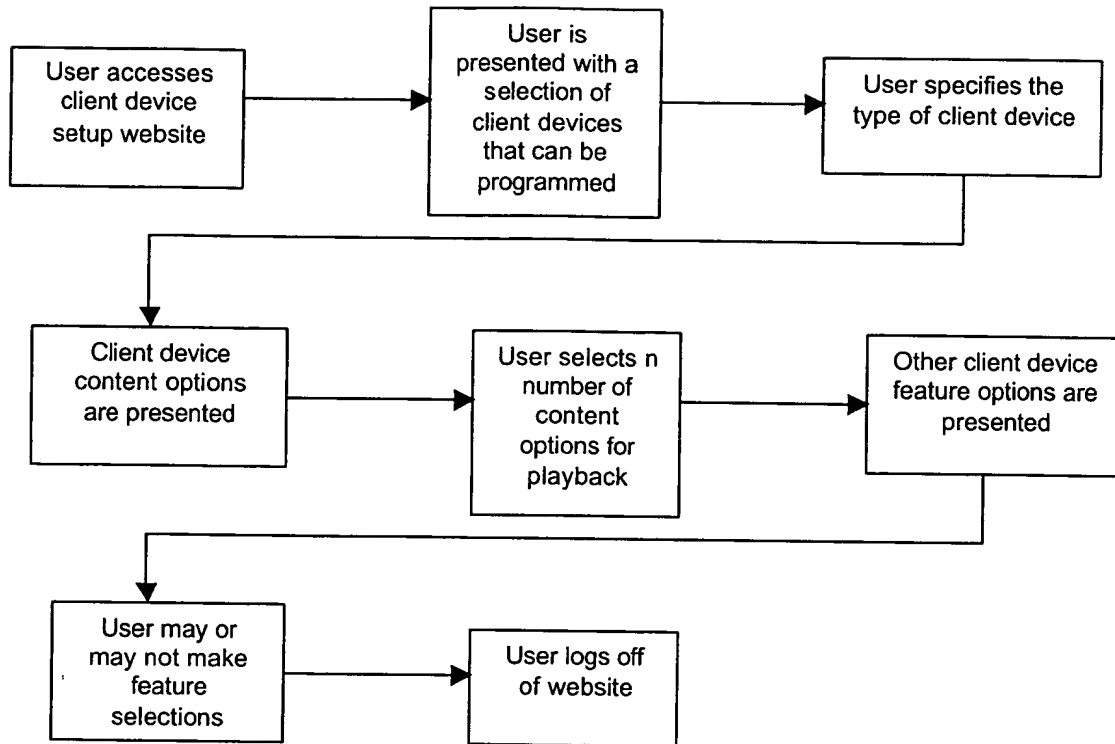 User accesses
client device
setup website
User is
presented with a
selection of
client devices
that can be
programmed
User specifies the
type of client device
Client device
content options
are presented
User selects n
number of
content
options for
playback
Other client device
feature options are
presented
User may or
may not make
feature
selections
User logs off
of website